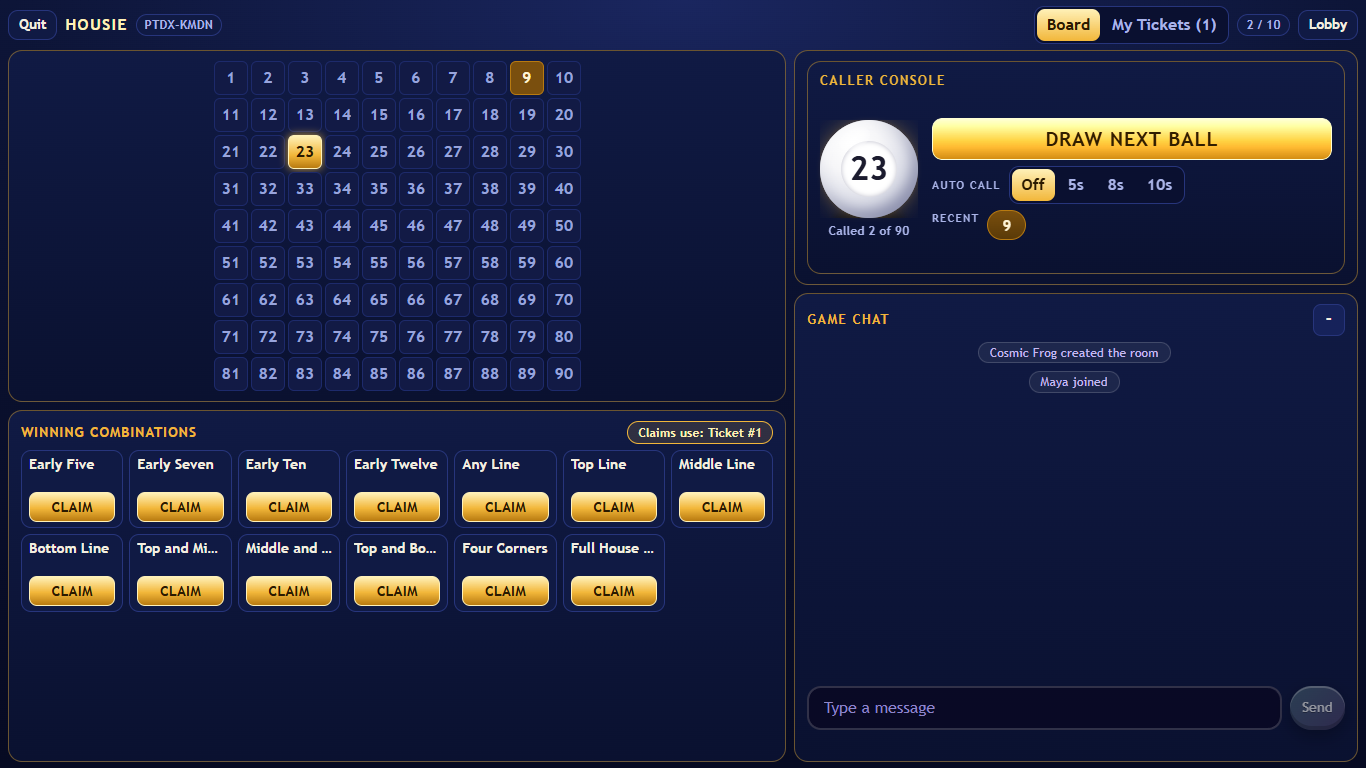 Quit HOUSIE PTDX-KMDN Board My Tickets (1) 2 / 10 Lobby
1 2 3 4 5 6 7 8 9 10
11 12 13 14 15 16 17 18 19 20
21 22 23 24 25 26 27 28 29 30
31 32 33 34 35 36 37 38 39 40
41 42 43 44 45 46 47 48 49 50
51 52 53 54 55 56 57 58 59 60
61 62 63 64 65 66 67 68 69 70
71 72 73 74 75 76 77 78 79 80
81 82 83 84 85 86 87 88 89 90
WINNING COMBINATIONS Claims use: Ticket #1
Early Five Early Seven Early Ten Early Twelve Any Line Top Line Middle Line
CLAIM CLAIM CLAIM CLAIM CLAIM CLAIM CLAIM
Bottom Line Top and Mi... Middle and ... Top and Bo... Four Corners Full House ...
CLAIM CLAIM CLAIM CLAIM CLAIM CLAIM
CALLER CONSOLE
23
Called 2 of 90
DRAW NEXT BALL
AUTO CALL Off 5s 8s 10s
RECENT 9
GAME CHAT -
Cosmic Frog created the room
Maya joined
Type a message Send